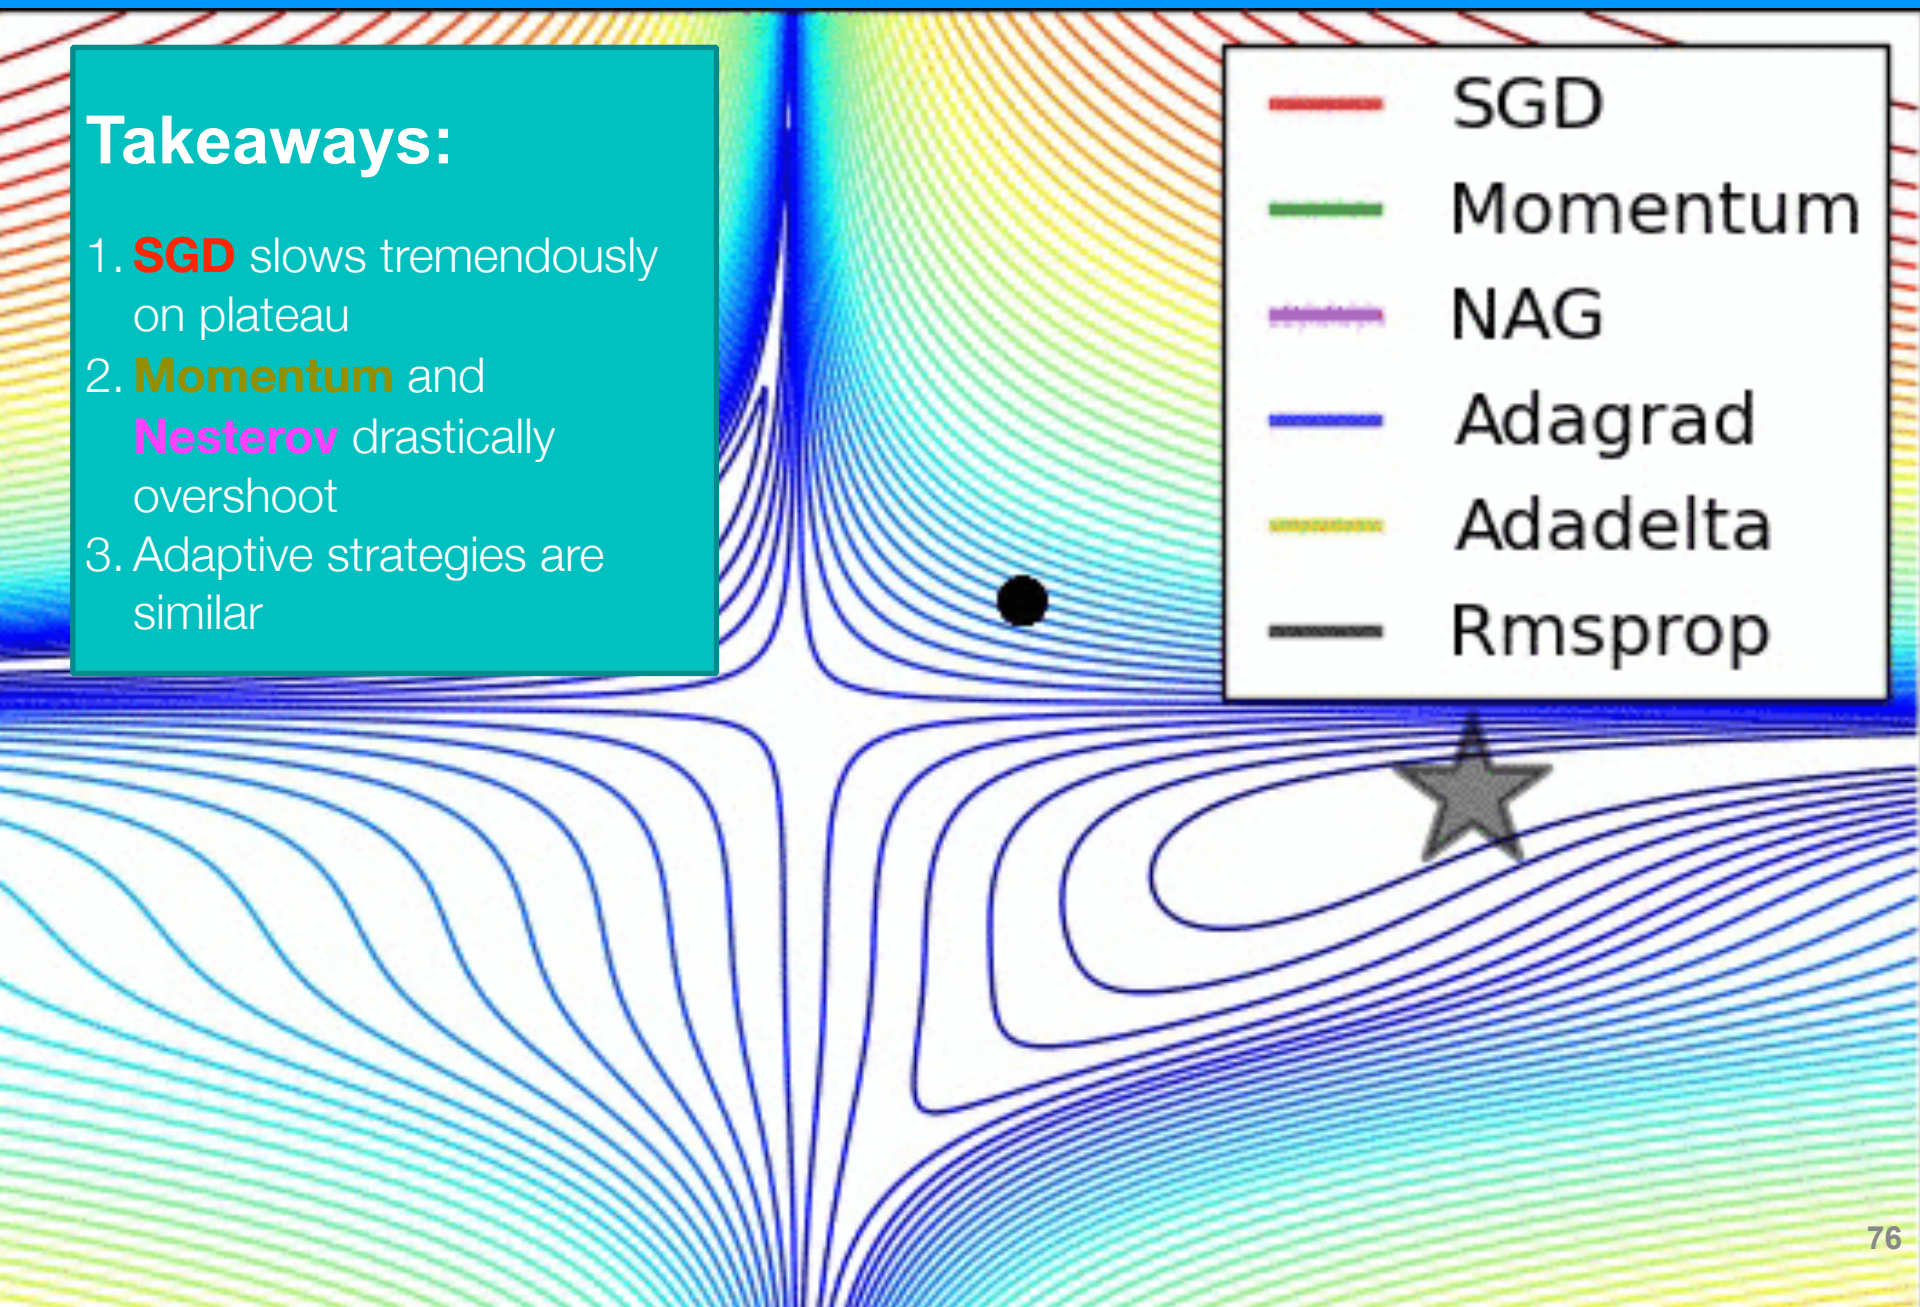 Takeaways:
1. SGD slows tremendously
on plateau
2. Momentum and
Nesterov drastically
overshoot
3. Adaptive strategies are
similar
SGD
Momentum
NAG
Adagrad
Adadelta
Rmsprop
76